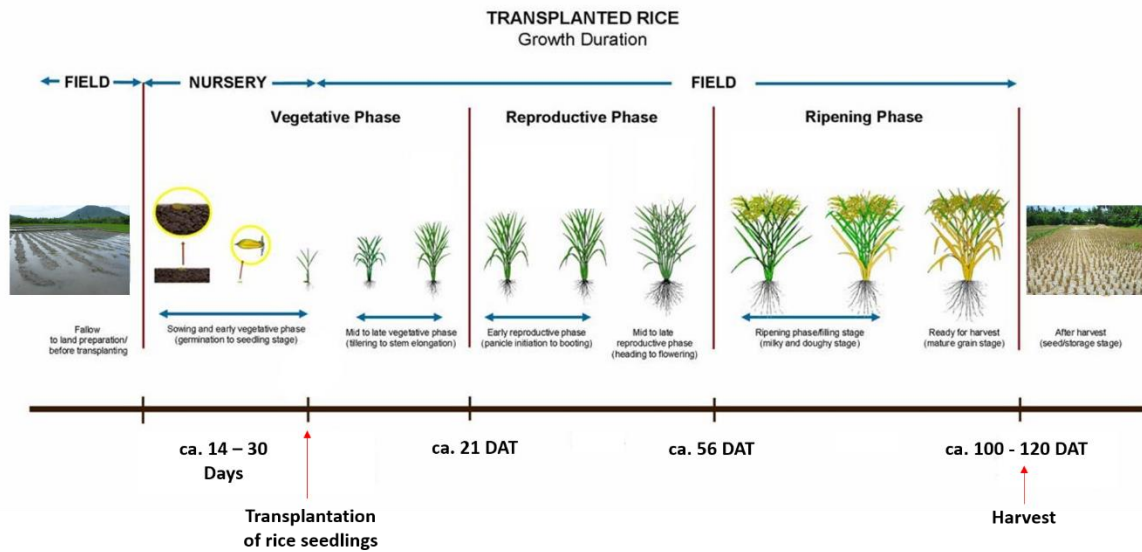 TRANSPLANTED RICE
Growth Duration
FIELD
NURSERY
FIELD
Vegetative Phase
Reproductive Phase
Ripening Phase
Fallow
to land preparation/
before transplanting
Sowing and early vegetative phase
(germination to seedling stage)
Mid to late vegetative phase
(tillering to stem elongation)
Early reproductive phase
(panicle initiation to booting)
Mid to late
reproductive phase
(heading to flowering)
Ripening phase/filling stage
(milky and doughy stage)
Ready for harvest
(mature grain stage)
After harvest
(seed/storage stage)
ca. 14 – 30
Days
ca. 21 DAT
ca. 56 DAT
ca. 100 - 120 DAT
Transplantation
of rice seedlings
Harvest